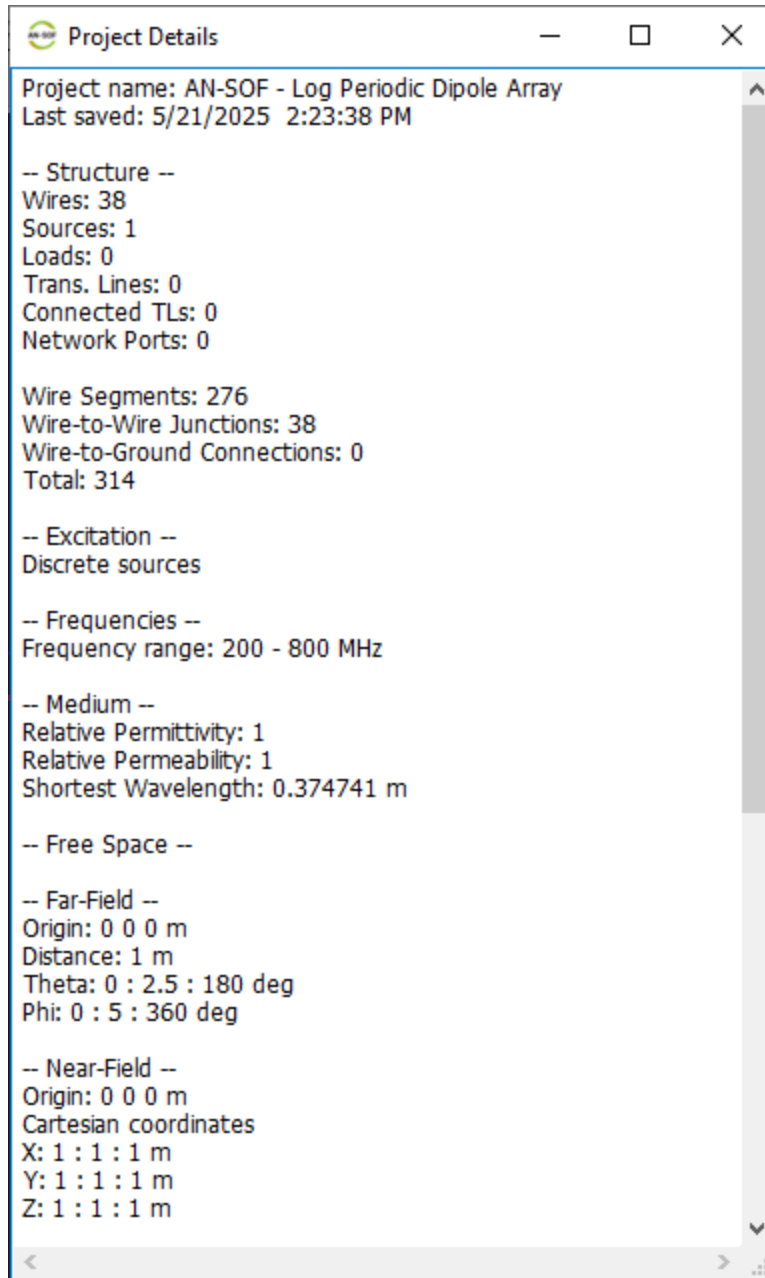 AN-SOF Project Details
Project name: AN-SOF - Log Periodic Dipole Array
Last saved: 5/21/2025  2:23:38 PM
-- Structure --
Wires: 38
Sources: 1
Loads: 0
Trans. Lines: 0
Connected TLs: 0
Network Ports: 0
Wire Segments: 276
Wire-to-Wire Junctions: 38
Wire-to-Ground Connections: 0
Total: 314
-- Excitation --
Discrete sources
-- Frequencies --
Frequency range: 200 - 800 MHz
-- Medium --
Relative Permittivity: 1
Relative Permeability: 1
Shortest Wavelength: 0.374741 m
-- Free Space --
-- Far-Field --
Origin: 0 0 0 m
Distance: 1 m
Theta: 0 : 2.5 : 180 deg
Phi: 0 : 5 : 360 deg
-- Near-Field --
Origin: 0 0 0 m
Cartesian coordinates
X: 1 : 1 : 1 m
Y: 1 : 1 : 1 m
Z: 1 : 1 : 1 m